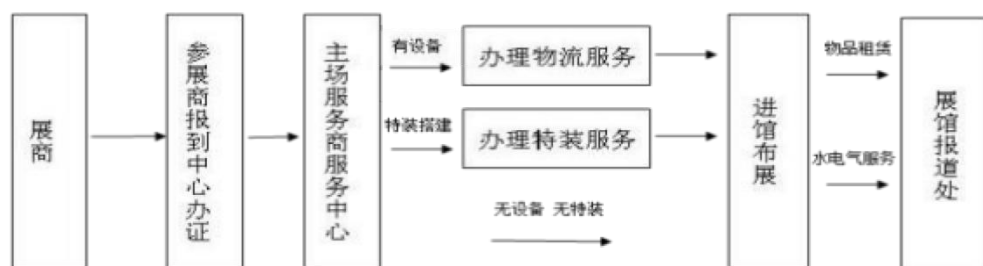 展商
参展商报到中心办证
主场服务商服务中心
有设备
办理物流服务
特装搭建
办理特装服务
无设备 无特装
进馆布展
物品租赁
水电气服务
展馆报道处